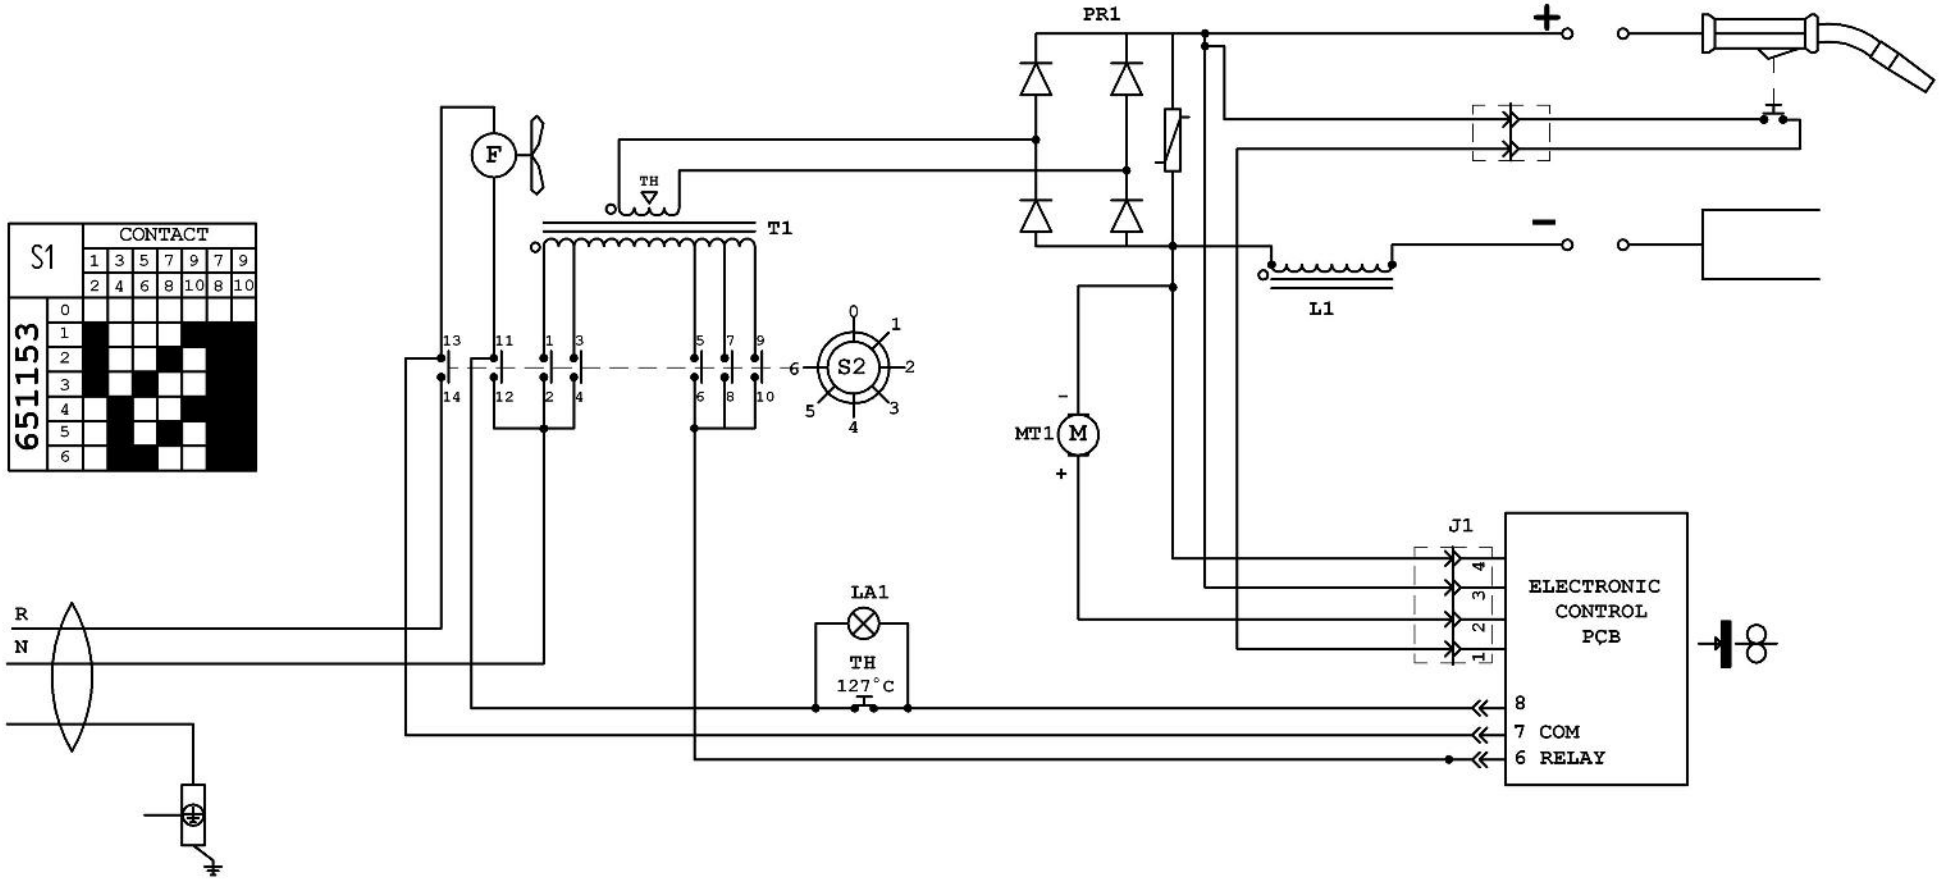 PR1
+
F
TH
T1
S1
CONTACT
1 3 5 7 9 7 9
2 4 6 8 10 8 10
651153
0
1
2
3
4
5
6
−
L1
13 11 1 3 5 7 9
14 12 2 4 6 8 10
0
1
2
3
4
5
6
S2
-
MT1 M
+
J1
4
3
2
1
ELECTRONIC
CONTROL
PCB
R
N
LA1
TH
127°C
8
7 COM
6 RELAY